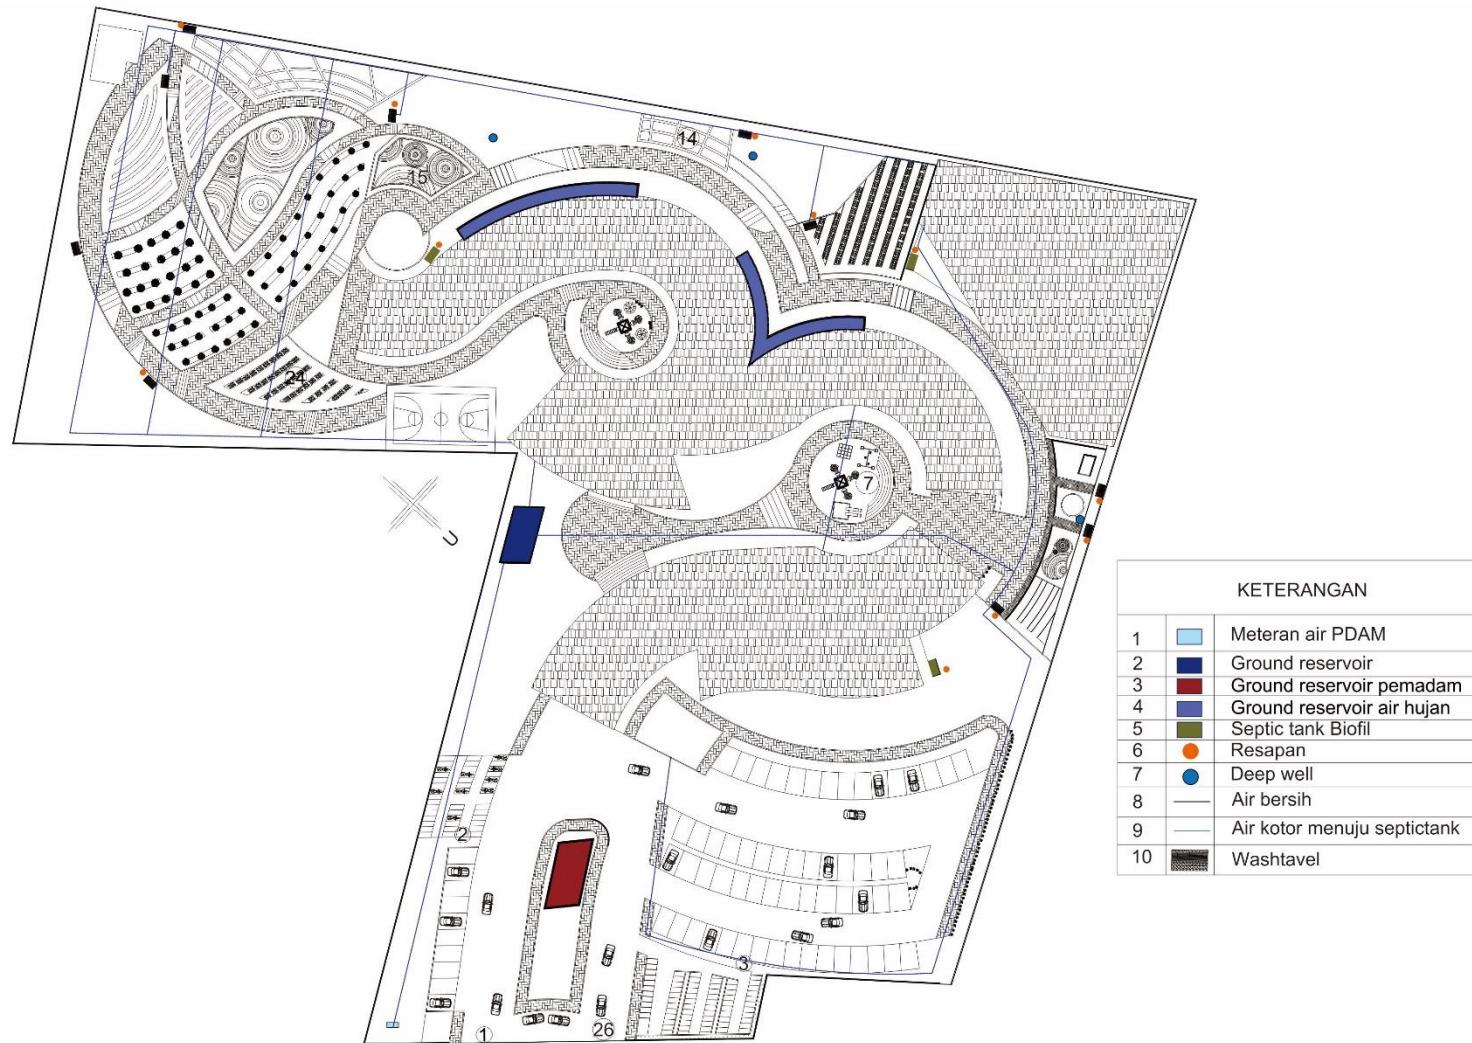 14
15
24
7
U
2
3
1
26
KETERANGAN
1 Meteran air PDAM
2 Ground reservoir
3 Ground reservoir pemadam
4 Ground reservoir air hujan
5 Septic tank Biofil
6 Resapan
7 Deep well
8 Air bersih
9 Air kotor menuju septictank
10 Washtavel